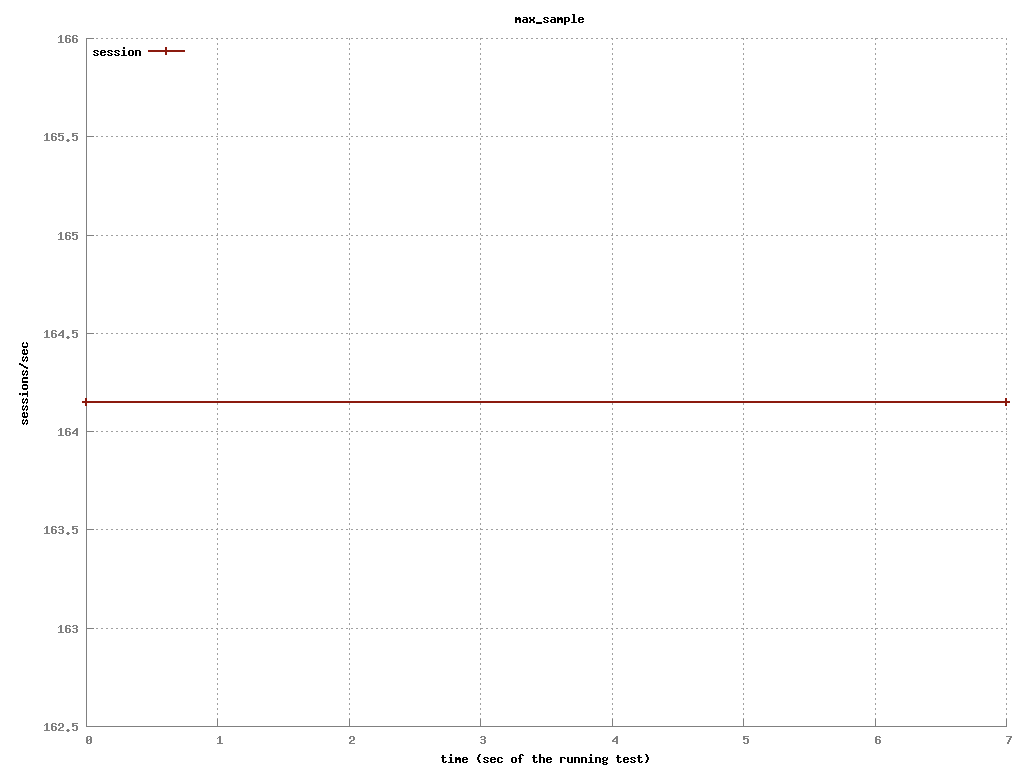 max_sample
session
166
165.5
165
164.5
164
163.5
163
162.5
sessions/sec
0 1 2 3 4 5 6 7
time (sec of the running test)